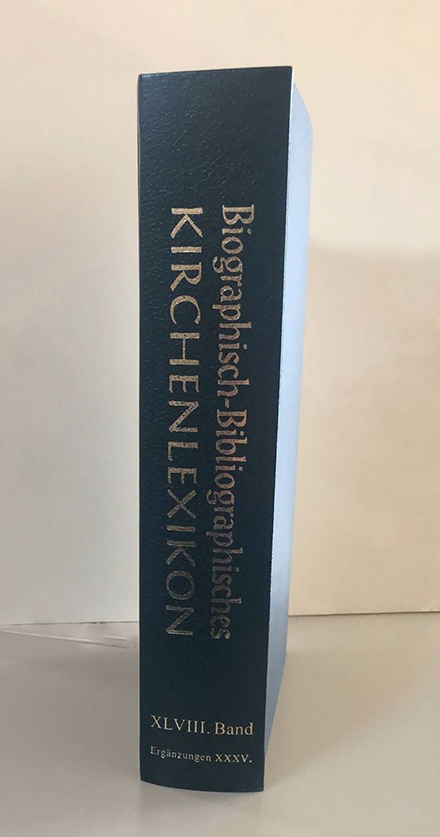 Biographisch-Bibliographisches
KIRCHENLEXIKON
XLVIII. Band
Ergänzungen XXXV.